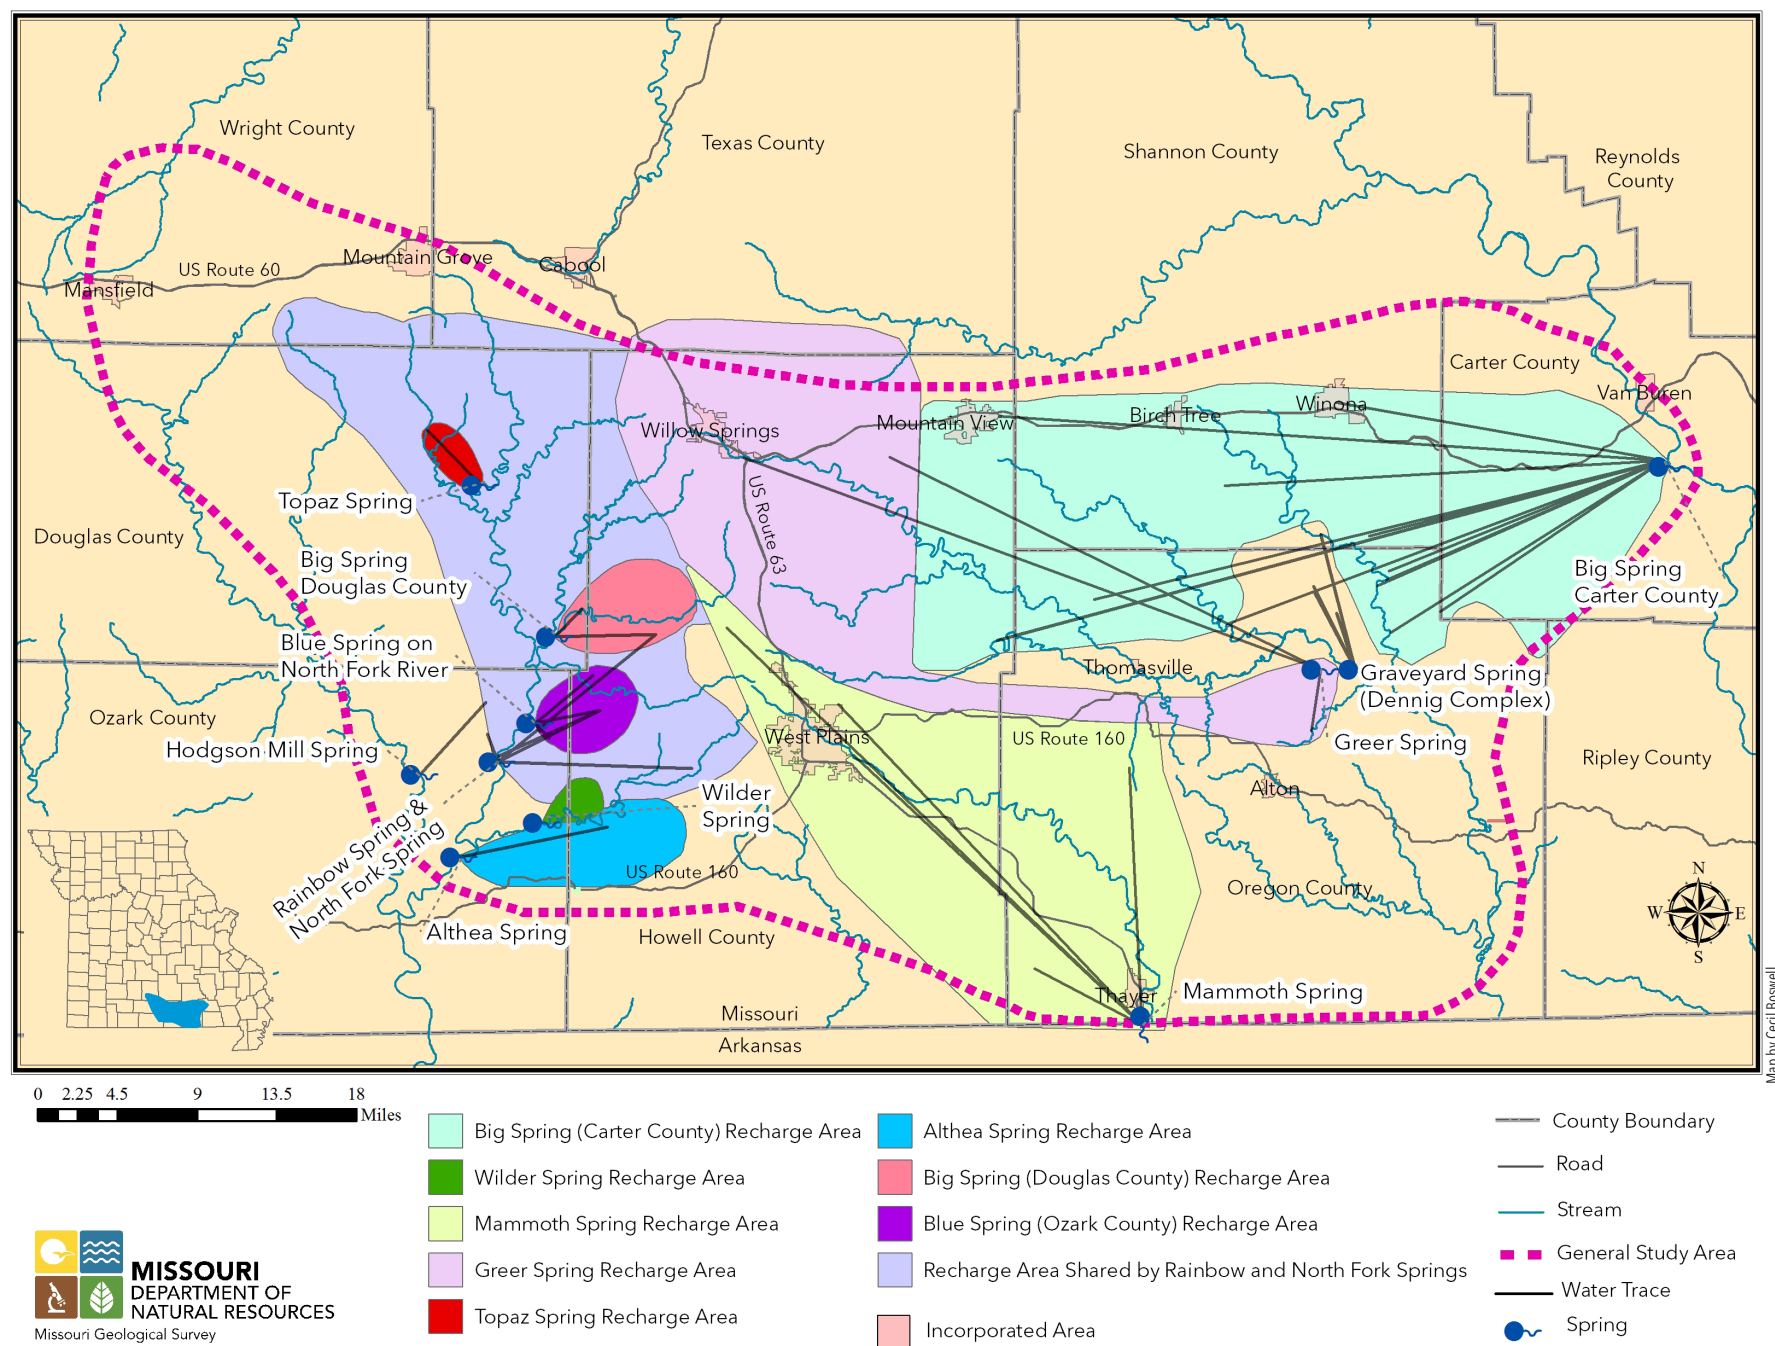 Wright County
Texas County
Shannon County
Reynolds
County
Mountain Grove
Cabool
US Route 60
Mansfield
Carter County
Van Buren
Willow Springs
Mountain View
Birch Tree
Winona
Topaz Spring
US Route 63
Douglas County
Big Spring
Douglas County
Big Spring
Carter County
Blue Spring on
North Fork River
Thomasville
Graveyard Spring
(Dennig Complex)
Ozark County
Hodgson Mill Spring
West Plains
US Route 160
Greer Spring
Ripley County
Alton
Wilder
Spring
Rainbow Spring &
North Fork Spring
US Route 160
Oregon County
Althea Spring
Howell County
Thayer
Mammoth Spring
Missouri
Arkansas
N
W
E
S
Map by Cecil Boswell
0 2.25 4.5 9 13.5 18
Miles
Big Spring (Carter County) Recharge Area
Wilder Spring Recharge Area
Mammoth Spring Recharge Area
Greer Spring Recharge Area
Topaz Spring Recharge Area
Althea Spring Recharge Area
Big Spring (Douglas County) Recharge Area
Blue Spring (Ozark County) Recharge Area
Recharge Area Shared by Rainbow and North Fork Springs
Incorporated Area
County Boundary
Road
Stream
General Study Area
Water Trace
Spring
MISSOURI
DEPARTMENT OF
NATURAL RESOURCES
Missouri Geological Survey